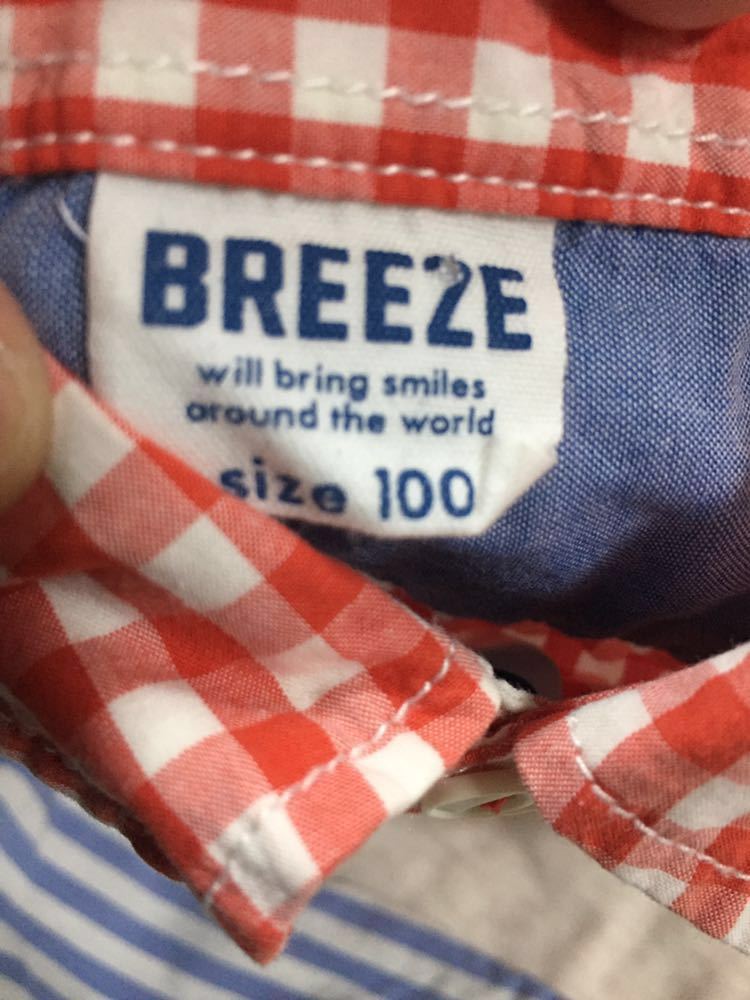 BREEZE
will bring smiles
around the world
size 100